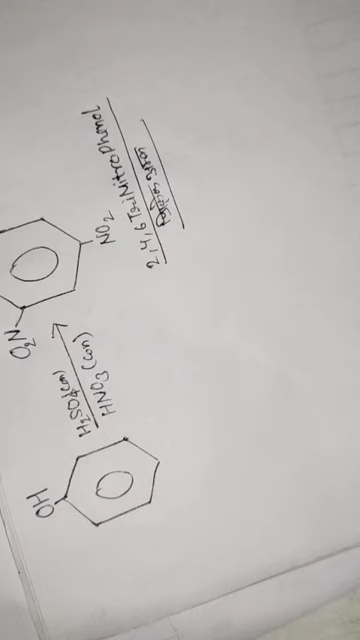 OH
H₂SO₄(con)
HNO₃(con)
O₂N
NO₂
2,4,6 TriNitroPhenol